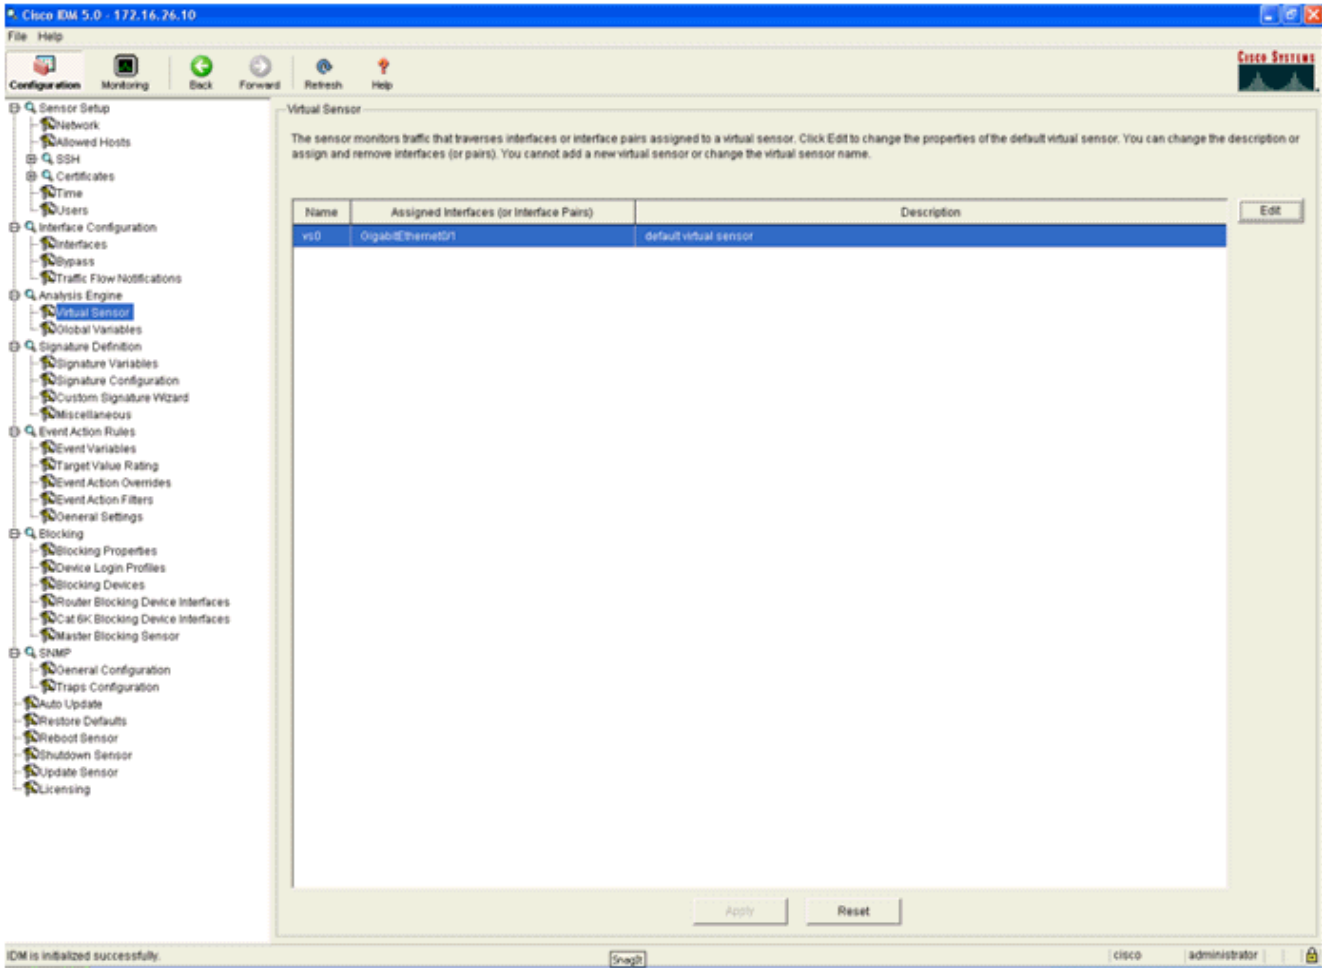 Cisco IDM 5.0 - 172.16.26.10
File Help
Configuration Monitoring Back Forward Refresh Help
CISCO SYSTEMS
Sensor Setup
Network
Allowed Hosts
SSH
Certificates
Time
Users
Interface Configuration
Interfaces
Bypass
Traffic Flow Notifications
Analysis Engine
Virtual Sensor
Global Variables
Signature Definition
Signature Variables
Signature Configuration
Custom Signature Wizard
Miscellaneous
Event Action Rules
Event Variables
Target Value Rating
Event Action Overrides
Event Action Filters
General Settings
Blocking
Blocking Properties
Device Login Profiles
Blocking Devices
Router Blocking Device Interfaces
Cat 6K Blocking Device Interfaces
Master Blocking Sensor
SNMP
General Configuration
Traps Configuration
Auto Update
Restore Defaults
Reboot Sensor
Shutdown Sensor
Update Sensor
Licensing
Virtual Sensor
The sensor monitors traffic that traverses interfaces or interface pairs assigned to a virtual sensor. Click Edit to change the properties of the default virtual sensor. You can change the description or
assign and remove interfaces (or pairs). You cannot add a new virtual sensor or change the virtual sensor name.
Name Assigned Interfaces (or Interface Pairs) Description
Edit
vs0 GigabitEthernet0/1 default virtual sensor
Apply Reset
IDM is initialized successfully.
SnagIt
cisco administrator